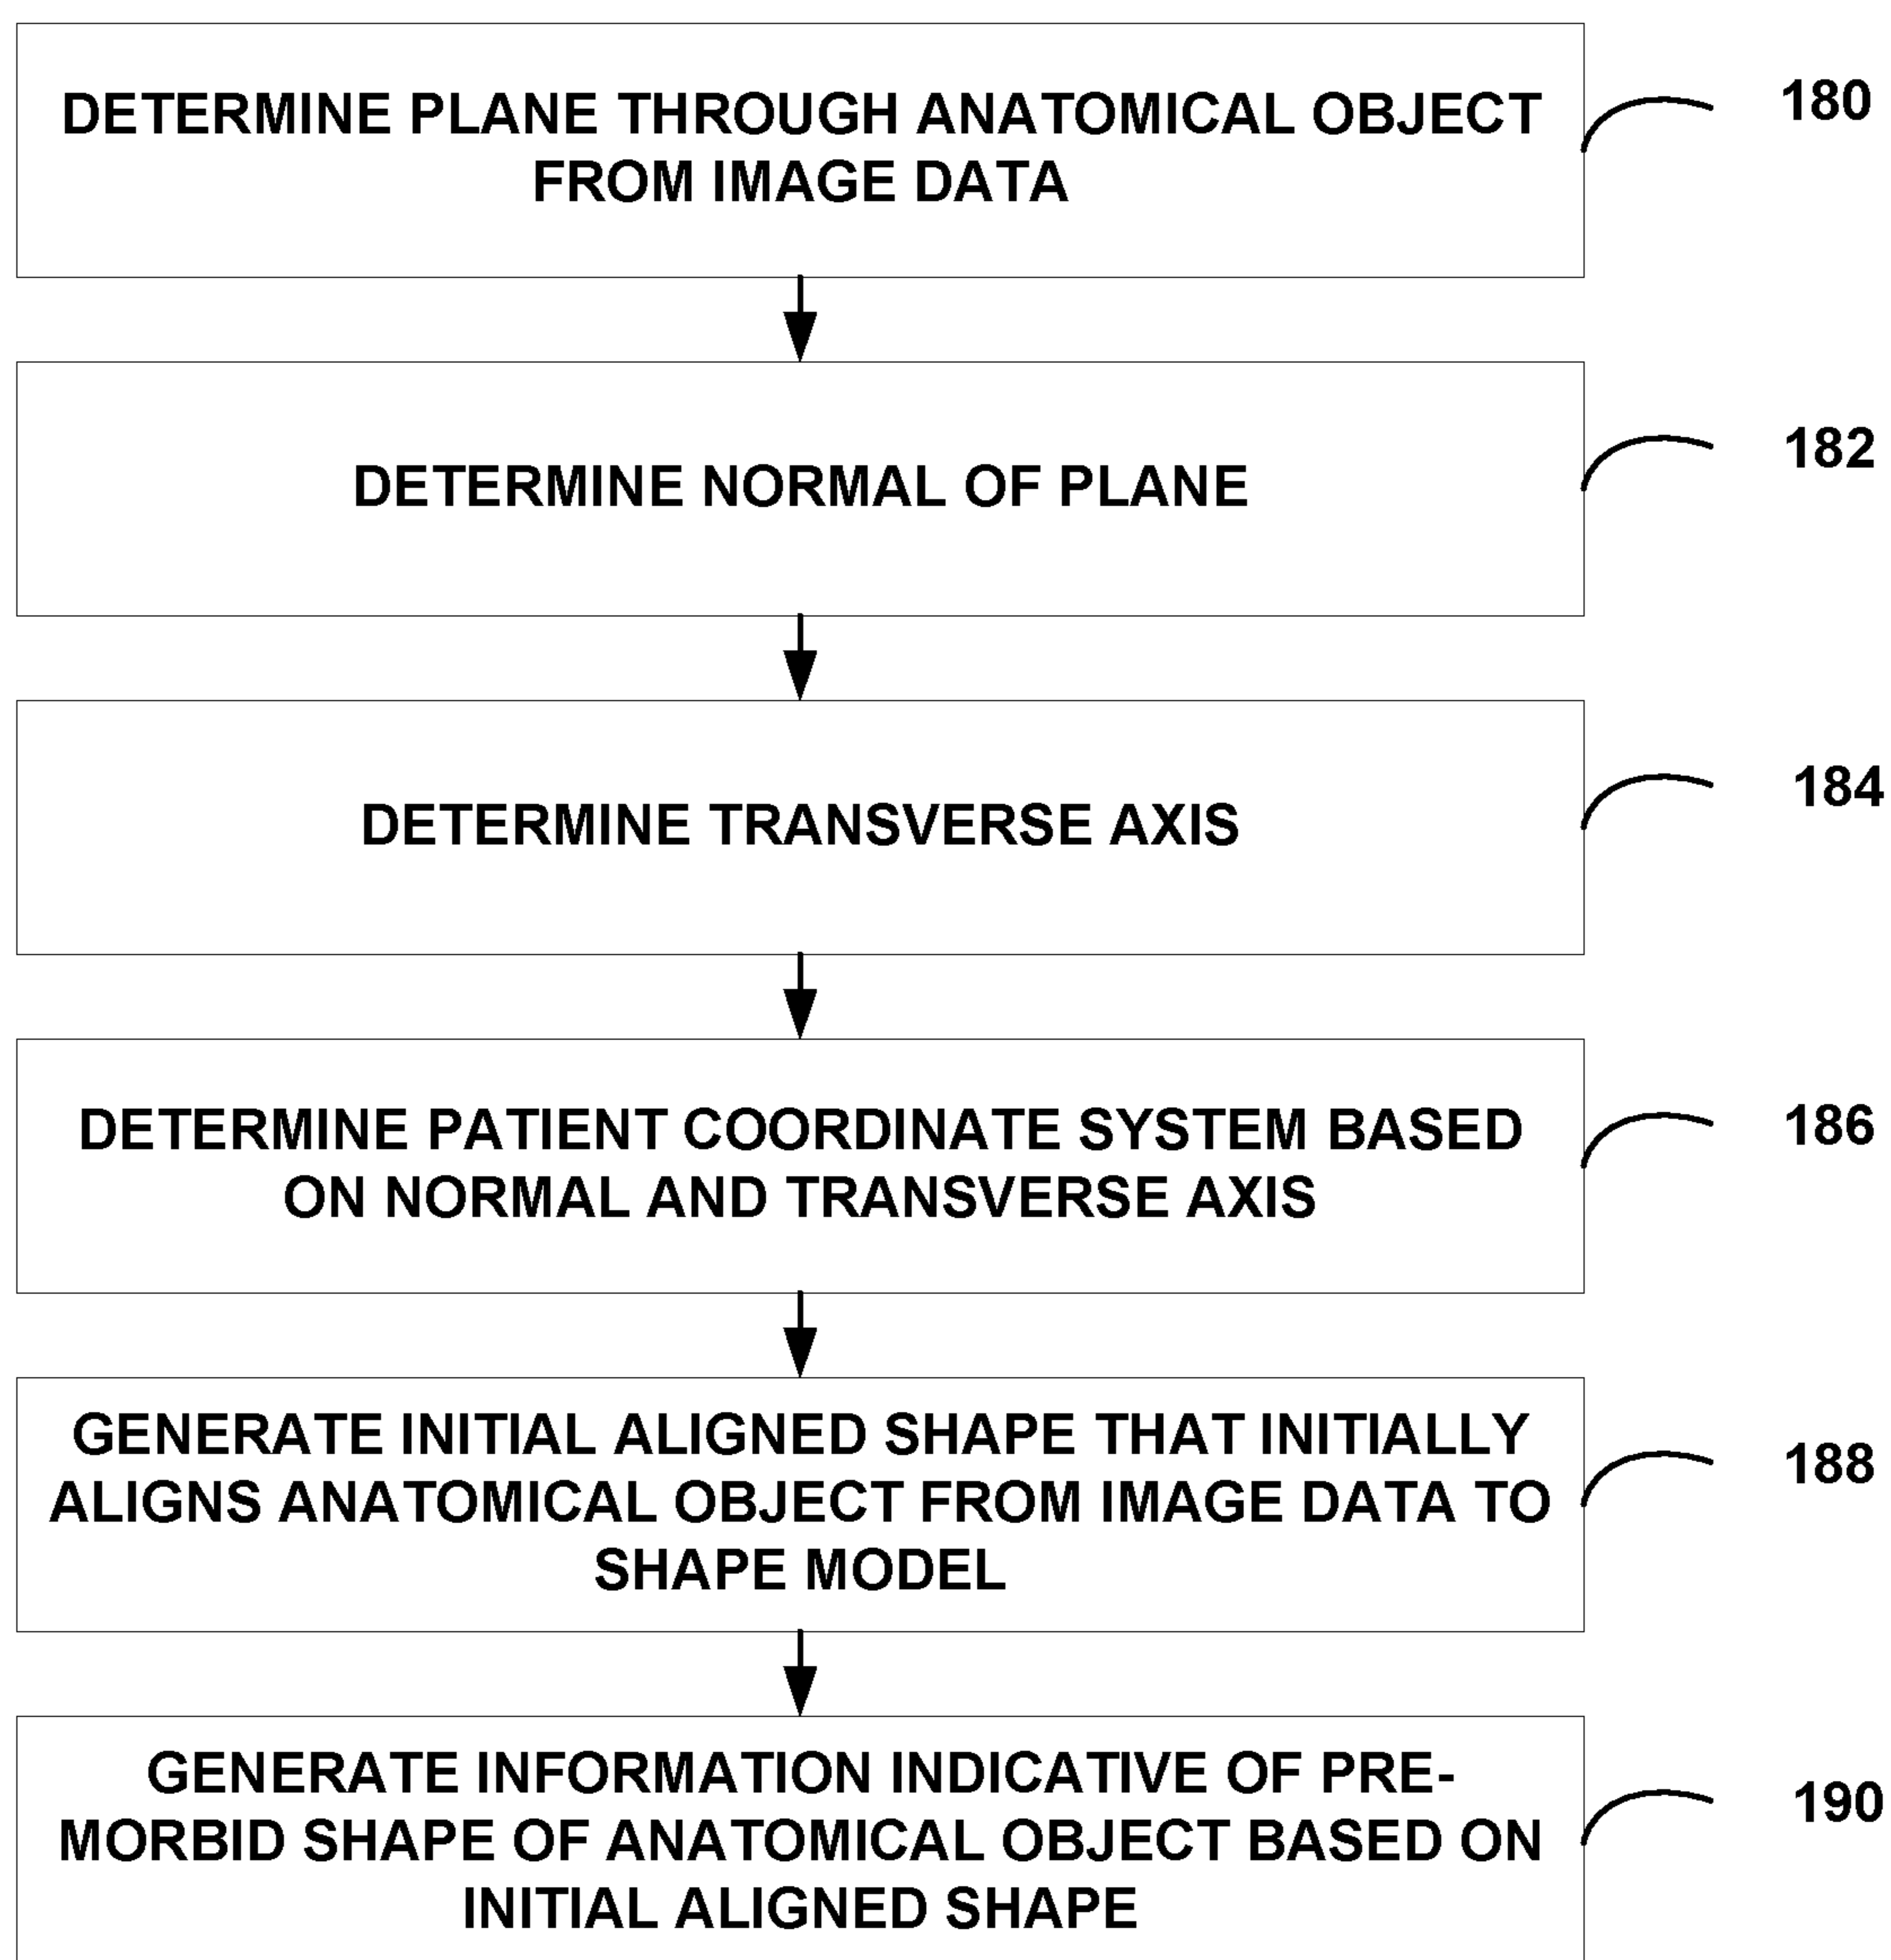 DETERMINE PLANE THROUGH ANATOMICAL OBJECT
FROM IMAGE DATA
180
DETERMINE NORMAL OF PLANE
182
DETERMINE TRANSVERSE AXIS
184
DETERMINE PATIENT COORDINATE SYSTEM BASED
ON NORMAL AND TRANSVERSE AXIS
186
GENERATE INITIAL ALIGNED SHAPE THAT INITIALLY
ALIGNS ANATOMICAL OBJECT FROM IMAGE DATA TO
SHAPE MODEL
188
GENERATE INFORMATION INDICATIVE OF PRE-
MORBID SHAPE OF ANATOMICAL OBJECT BASED ON
INITIAL ALIGNED SHAPE
190